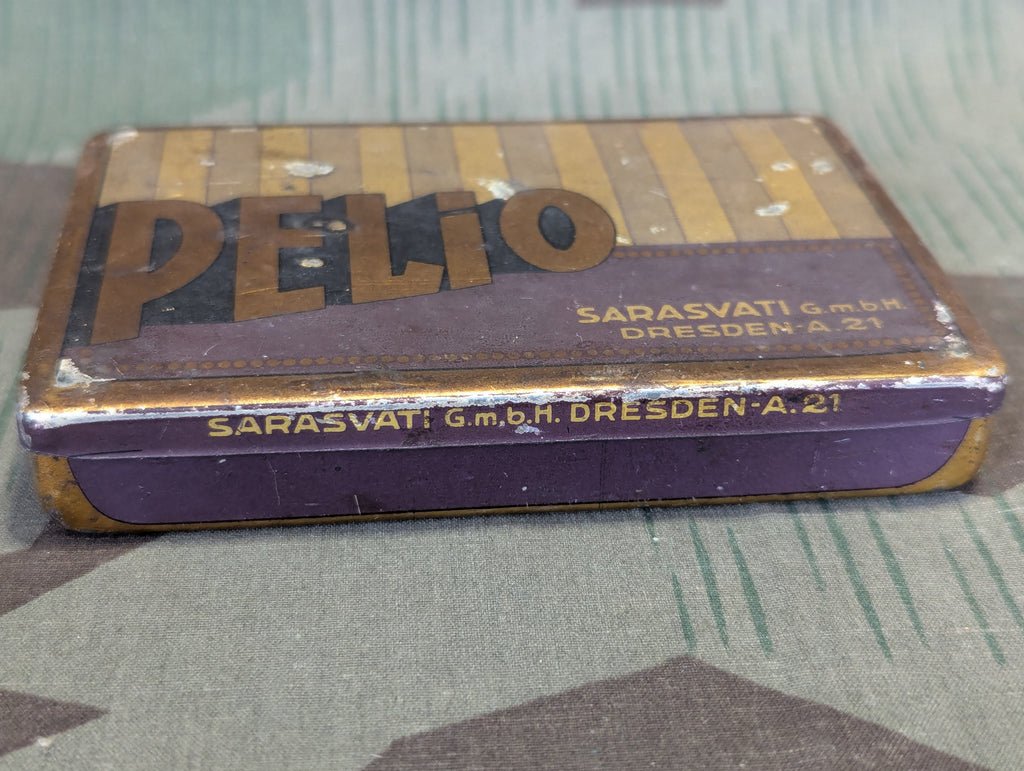 PELiO
SARASVATI G.m.b.H.
DRESDEN-A.21
SARASVATI G.m.b.H. DRESDEN-A.21